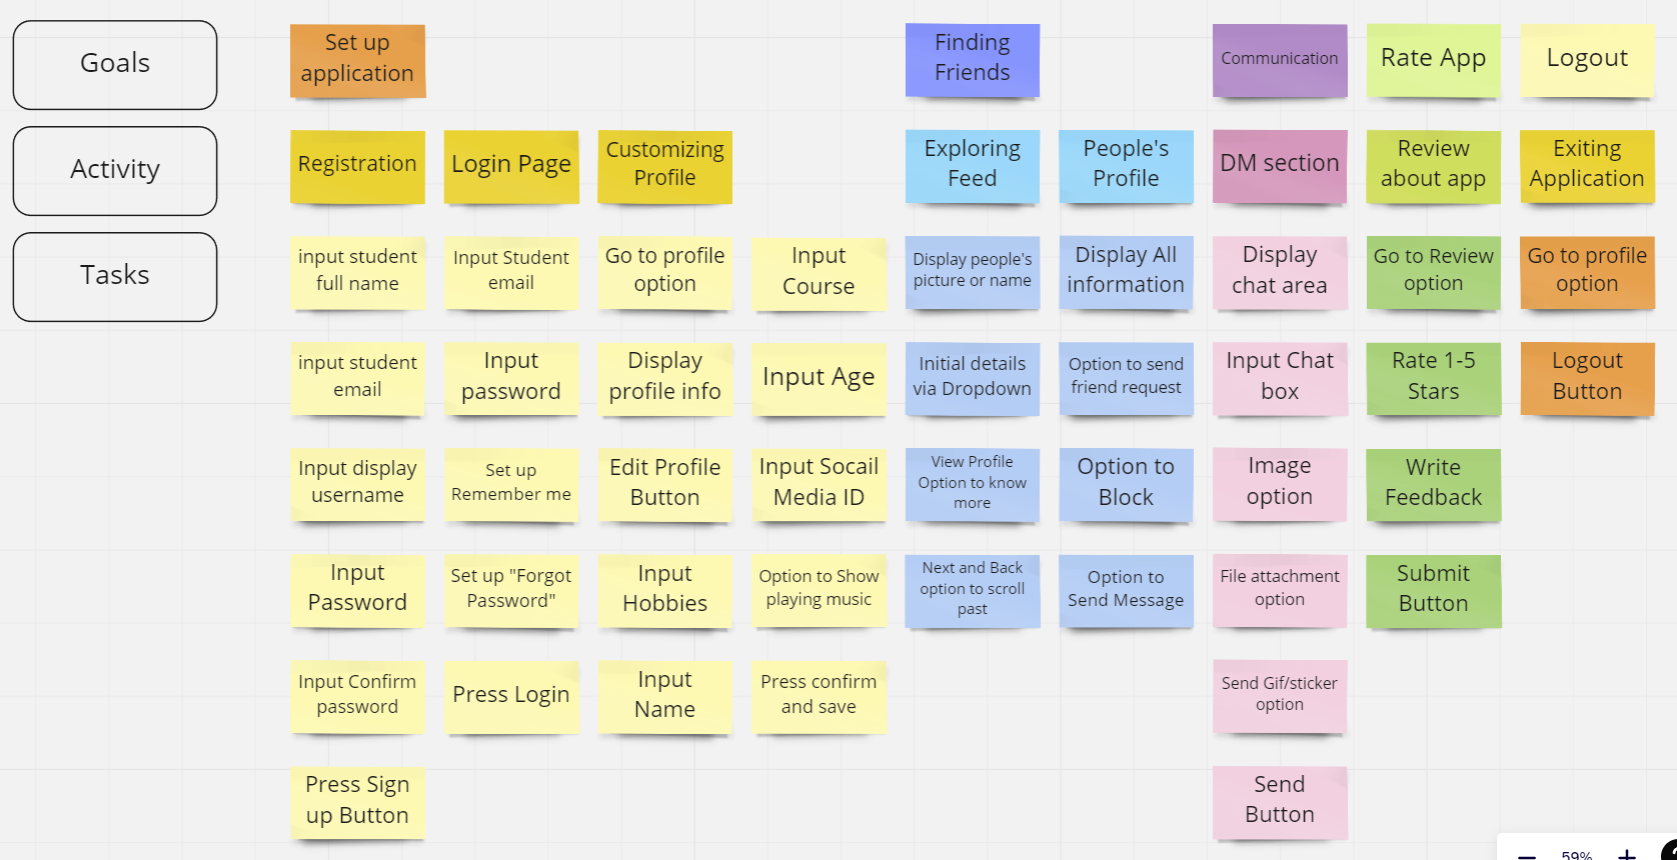 Goals
Set up
application
Finding
Friends
Communication
Rate App
Logout
Activity
Registration
Login Page
Customizing
Profile
Exploring
Feed
People's
Profile
DM section
Review
about app
Exiting
Application
Tasks
input student
full name
Input Student
email
Go to profile
option
Input
Course
Display people's
picture or name
Display All
information
Display
chat area
Go to Review
option
Go to profile
option
input student
email
Input
password
Display
profile info
Input Age
Initial details
via Dropdown
Option to send
friend request
Input Chat
box
Rate 1-5
Stars
Logout
Button
Input display
username
Set up
Remember me
Edit Profile
Button
Input Socail
Media ID
View Profile
Option to know
more
Option to
Block
Image
option
Write
Feedback
Input
Password
Set up "Forgot
Password"
Input
Hobbies
Option to Show
playing music
Next and Back
option to scroll
past
Option to
Send Message
File attachment
option
Submit
Button
Input Confirm
password
Press Login
Input
Name
Press confirm
and save
Send Gif/sticker
option
Press Sign
up Button
Send
Button
59%